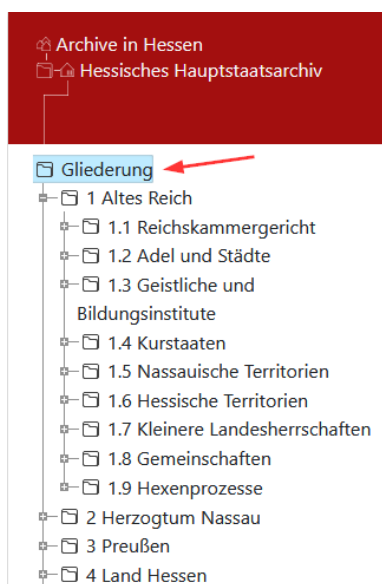 Archive in Hessen
Hessisches Hauptstaatsarchiv
Gliederung
1 Altes Reich
1.1 Reichskammergericht
1.2 Adel und Städte
1.3 Geistliche und
Bildungsinstitute
1.4 Kurstaaten
1.5 Nassauische Territorien
1.6 Hessische Territorien
1.7 Kleinere Landesherrschaften
1.8 Gemeinschaften
1.9 Hexenprozesse
2 Herzogtum Nassau
3 Preußen
4 Land Hessen